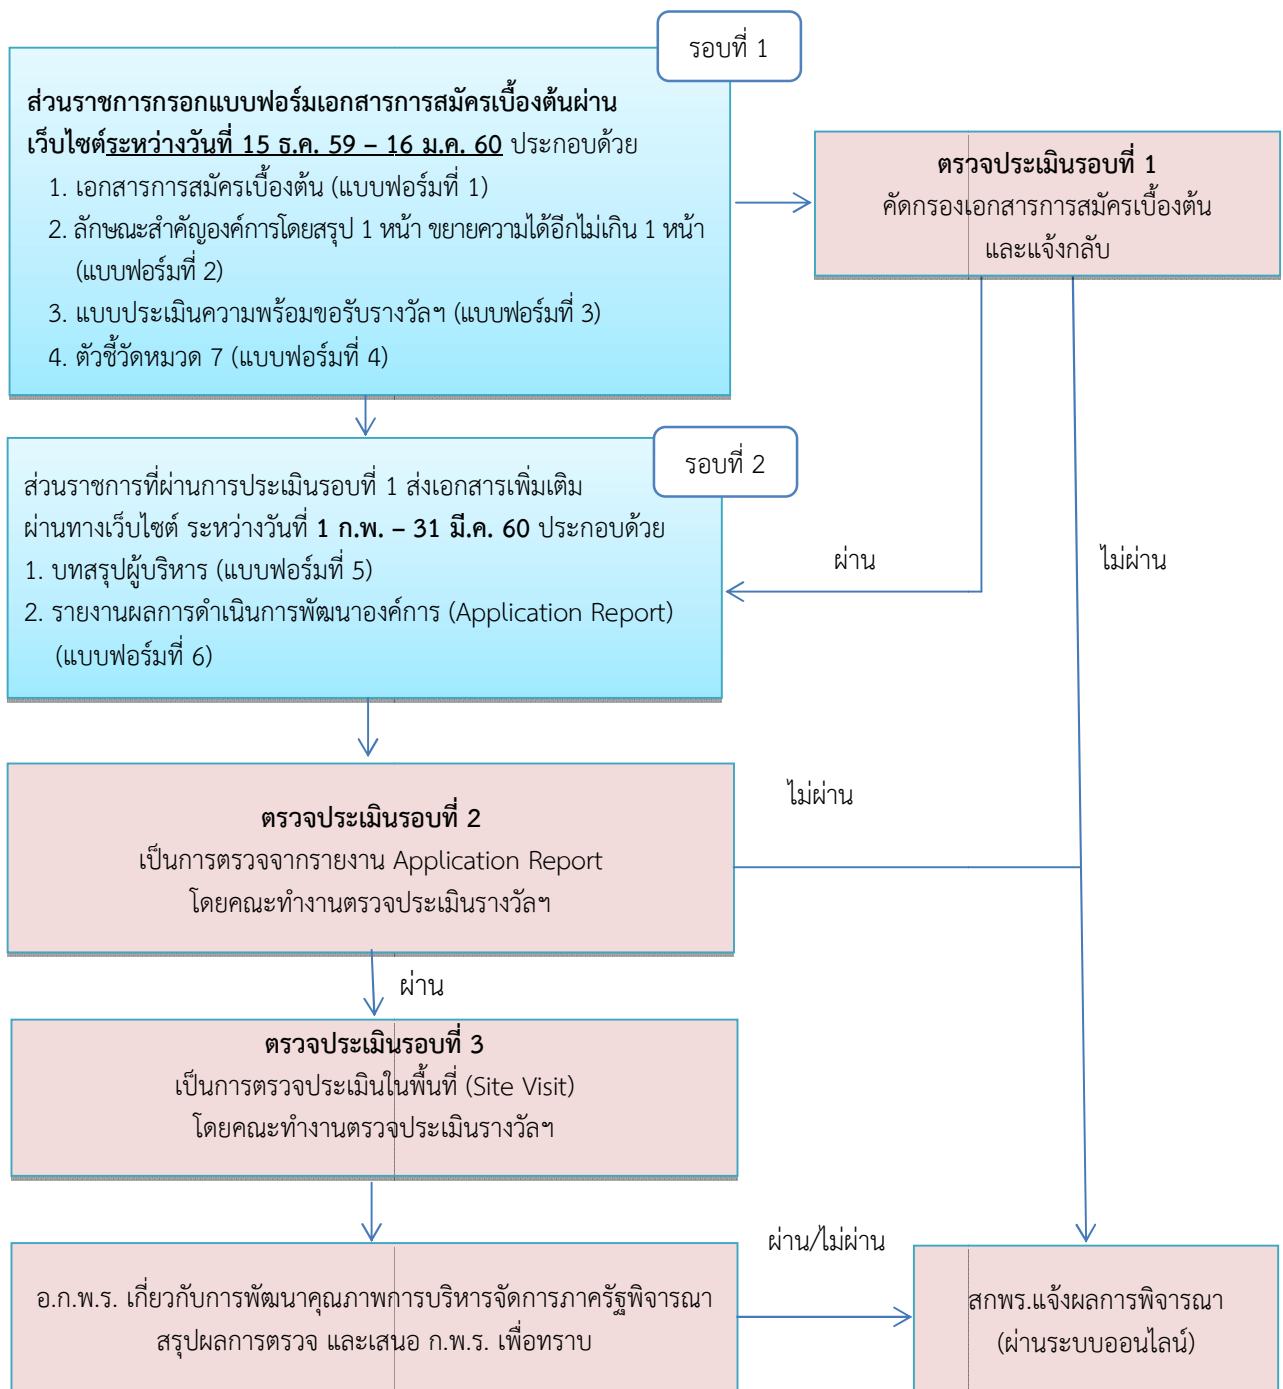 รอบที่ 1
ส่วนราชการกรอกแบบฟอร์มเอกสารการสมัครเบื้องต้นผ่าน
เว็บไซต์ระหว่างวันที่ 15 ธ.ค. 59 – 16 ม.ค. 60 ประกอบด้วย
1. เอกสารการสมัครเบื้องต้น (แบบฟอร์มที่ 1)
2. ลักษณะสำคัญองค์การโดยสรุป 1 หน้า ขยายความได้อีกไม่เกิน 1 หน้า
(แบบฟอร์มที่ 2)
3. แบบประเมินความพร้อมขอรับรางวัลฯ (แบบฟอร์มที่ 3)
4. ตัวชี้วัดหมวด 7 (แบบฟอร์มที่ 4)
ตรวจประเมินรอบที่ 1
คัดกรองเอกสารการสมัครเบื้องต้น
และแจ้งกลับ
รอบที่ 2
ส่วนราชการที่ผ่านการประเมินรอบที่ 1 ส่งเอกสารเพิ่มเติม
ผ่านทางเว็บไซต์ ระหว่างวันที่ 1 ก.พ. – 31 มี.ค. 60 ประกอบด้วย
1. บทสรุปผู้บริหาร (แบบฟอร์มที่ 5)
2. รายงานผลการดำเนินการพัฒนาองค์การ (Application Report)
(แบบฟอร์มที่ 6)
ผ่าน
ไม่ผ่าน
ตรวจประเมินรอบที่ 2
เป็นการตรวจจากรายงาน Application Report
โดยคณะทำงานตรวจประเมินรางวัลฯ
ไม่ผ่าน
ผ่าน
ตรวจประเมินรอบที่ 3
เป็นการตรวจประเมินในพื้นที่ (Site Visit)
โดยคณะทำงานตรวจประเมินรางวัลฯ
อ.ก.พ.ร. เกี่ยวกับการพัฒนาคุณภาพการบริหารจัดการภาครัฐพิจารณา
สรุปผลการตรวจ และเสนอ ก.พ.ร. เพื่อทราบ
ผ่าน/ไม่ผ่าน
สกพร.แจ้งผลการพิจารณา
(ผ่านระบบออนไลน์)